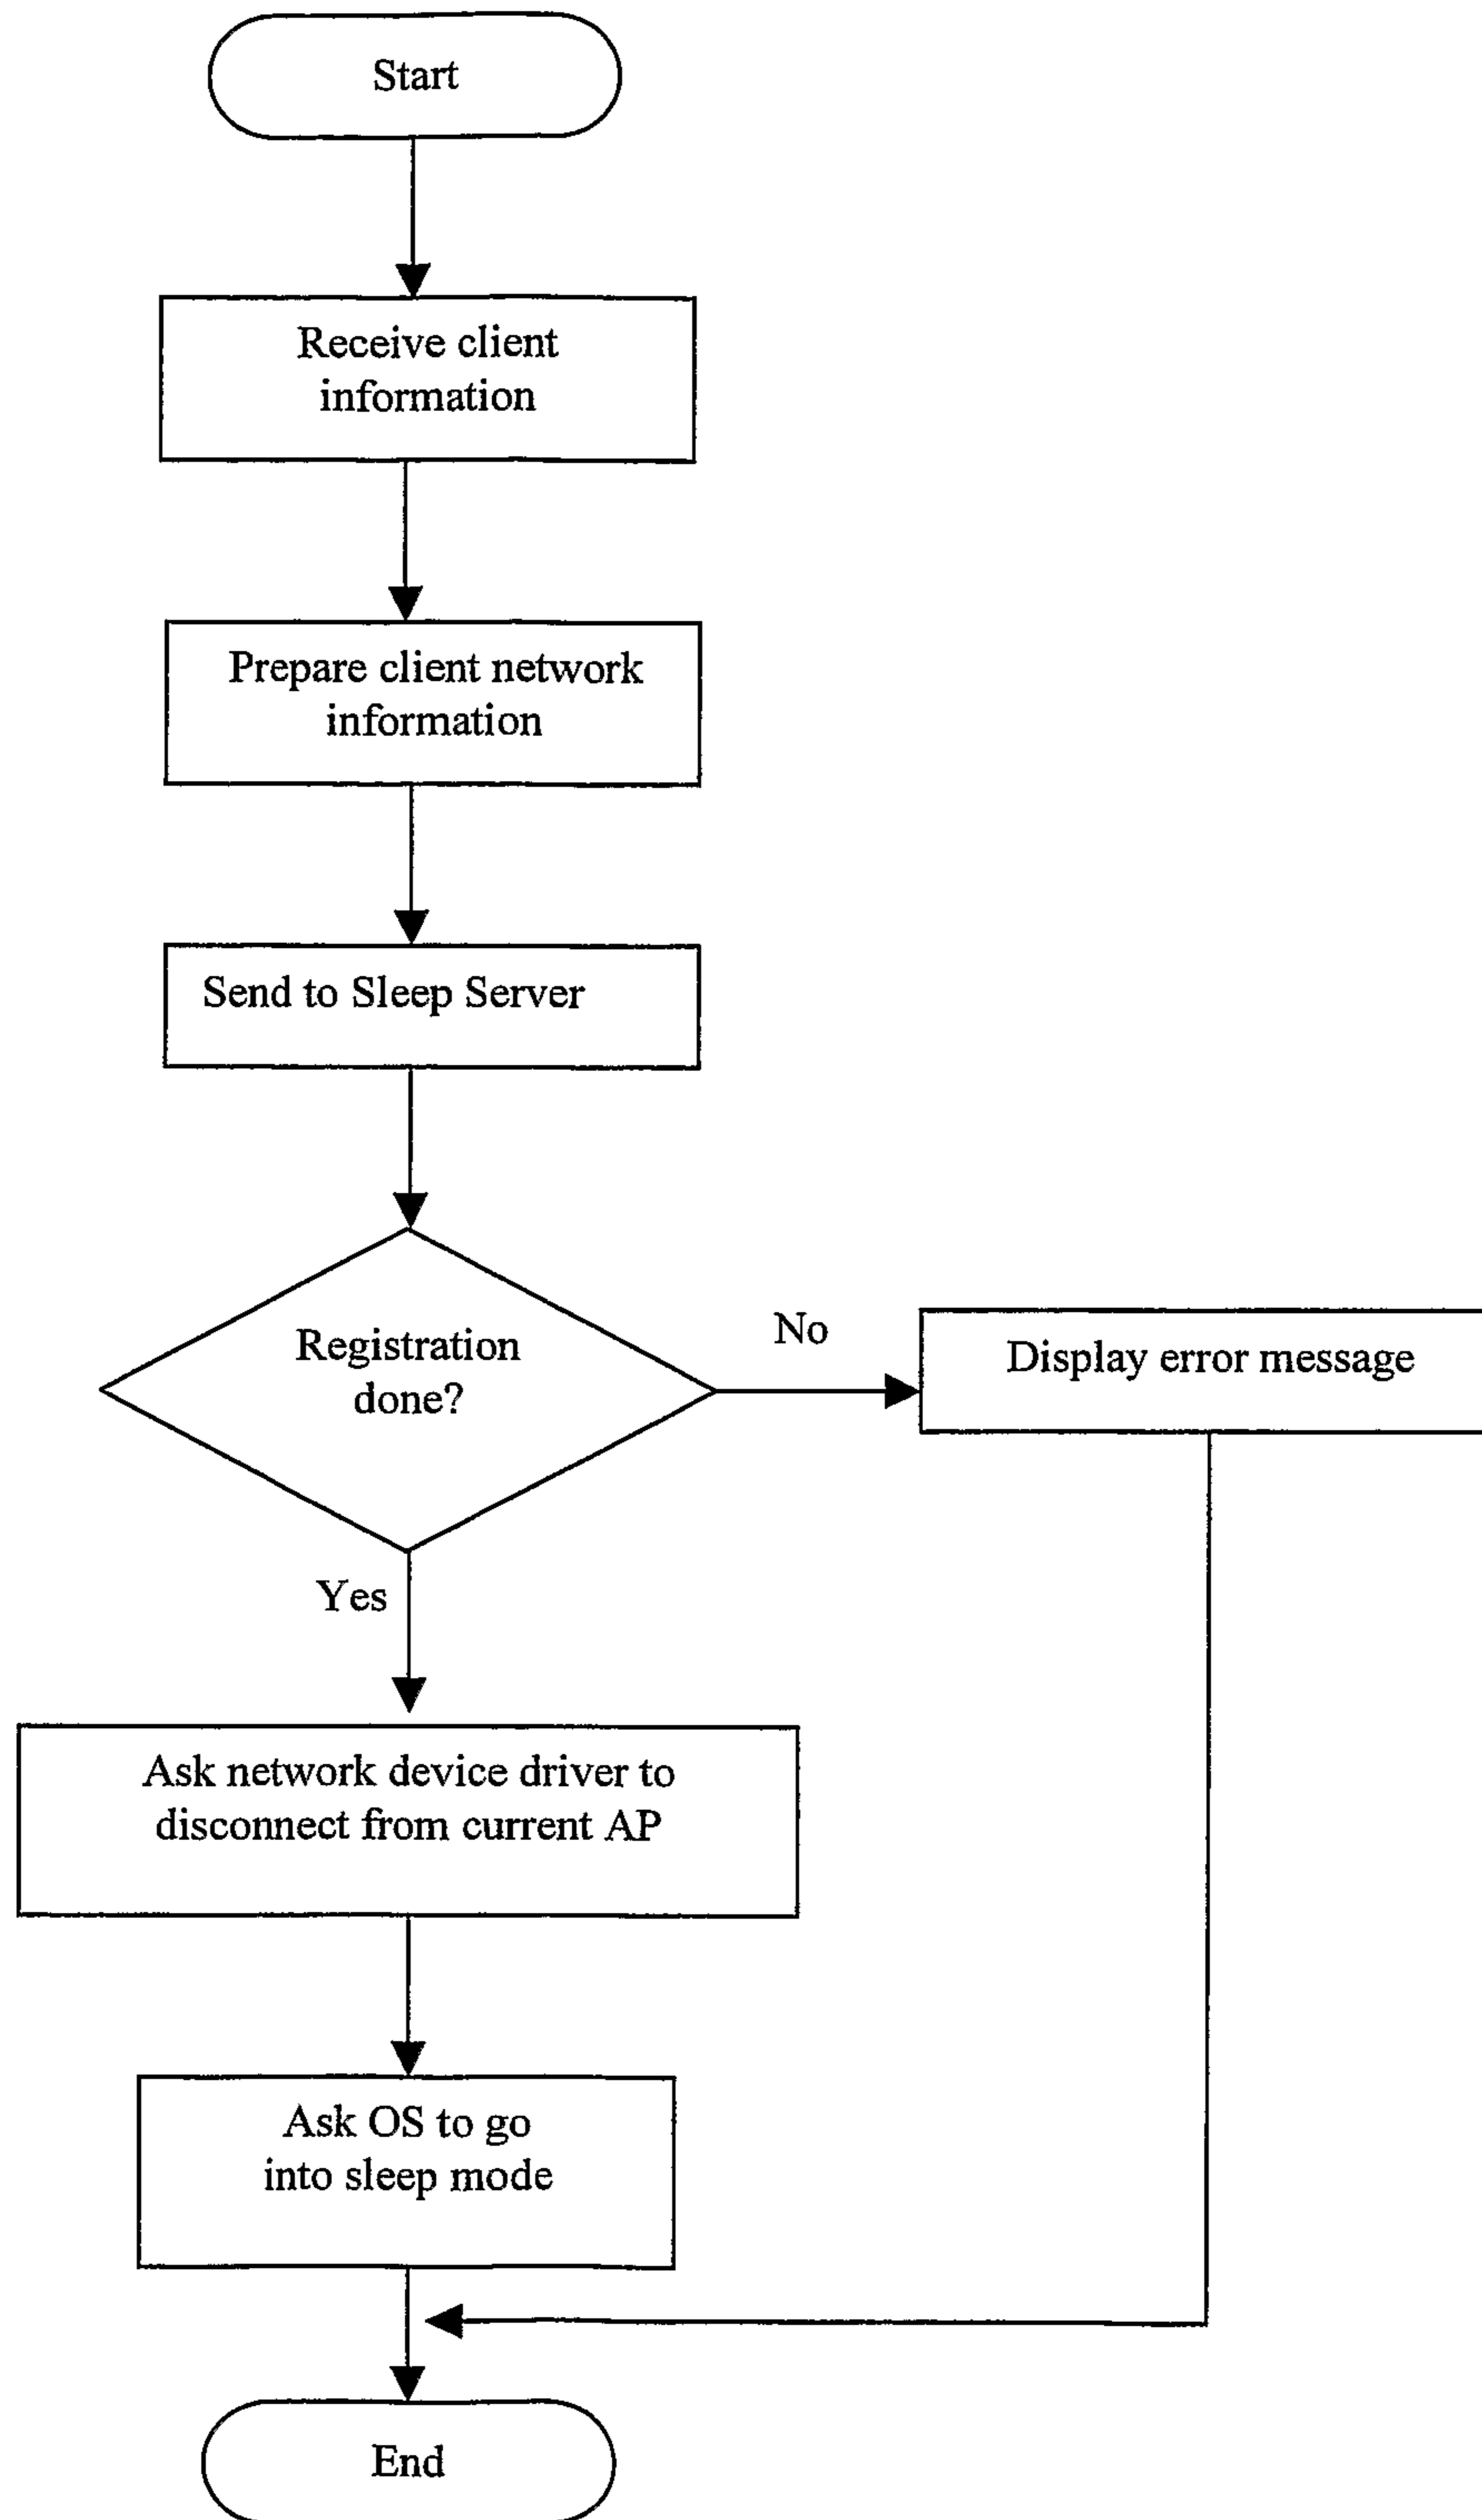 Start
Receive client
information
Prepare client network
information
Send to Sleep Server
Registration
done?
No
Display error message
Yes
Ask network device driver to
disconnect from current AP
Ask OS to go
into sleep mode
End